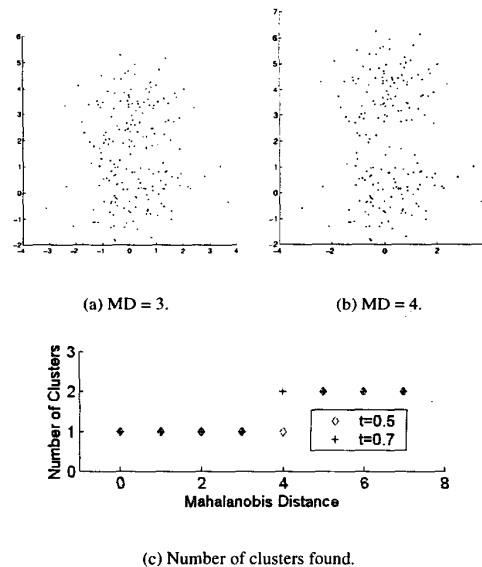 6
5
4
3
2
1
0
-1
-2
-4 -3 -2 -1 0 1 2 3 4
7
6
5
4
3
2
1
0
-1
-2
-4 -2 0 2
(a) MD = 3.
(b) MD = 4.
Number of Clusters
3
2
1
0
0 2 4 6 8
t=0.5
t=0.7
Mahalanobis Distance
(c) Number of clusters found.